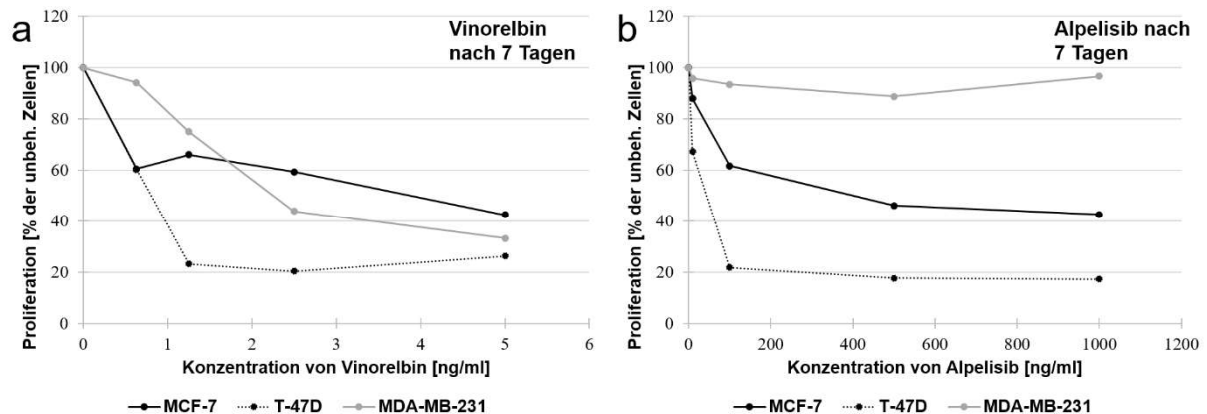 a
Vinorelbin
nach 7 Tagen
Proliferation [% der unbeh. Zellen]
120
100
80
60
40
20
0
0 1 2 3 4 5 6
Konzentration von Vinorelbin [ng/ml]
MCF-7 T-47D MDA-MB-231
b
Alpelisib nach
7 Tagen
Proliferation [% der unbeh. Zellen]
120
100
80
60
40
20
0
0 200 400 600 800 1000 1200
Konzentration von Alpelisib [ng/ml]
MCF-7 T-47D MDA-MB-231